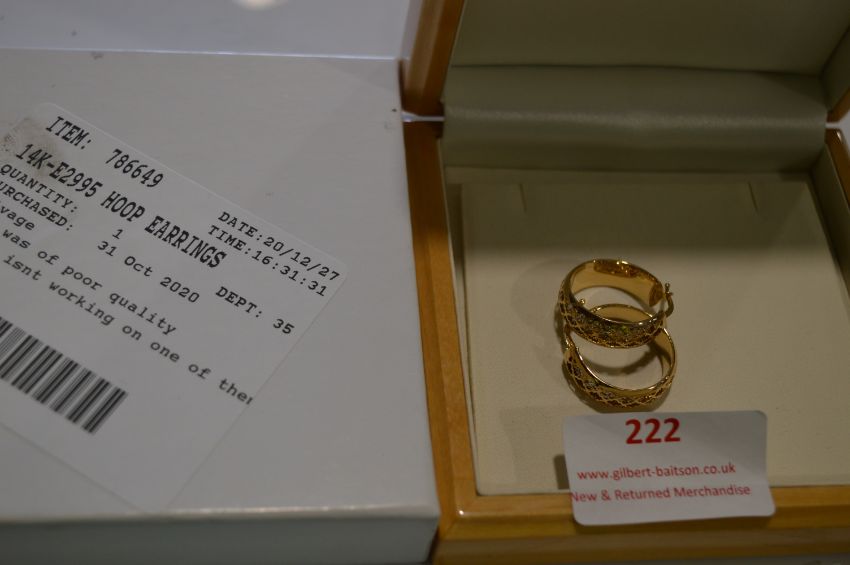 ITEM: 786649
14K-E2995 HOOP EARRINGS
QUANTITY: 1
URCHASED: 31 Oct 2020
DATE:20/12/27
TIME:16:31:31
DEPT: 35
vage
was of poor quality
isnt working on one of them
222
www.gilbert-baitson.co.uk
New & Returned Merchandise